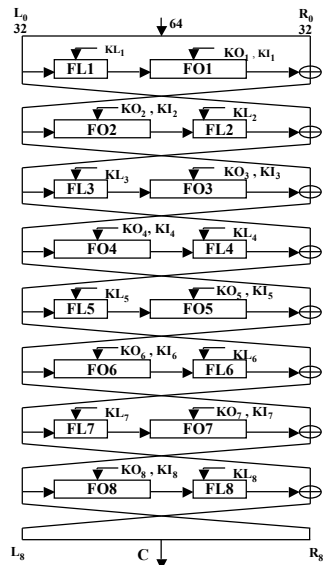 L0 64 R0
32 32
KL1 KO1 , KI1
FL1 FO1
KO2 , KI2 KL2
FO2 FL2
KL3 KO3 , KI3
FL3 FO3
KO4, KI4 KL4
FO4 FL4
KL5 KO5 , KI5
FL5 FO5
KO6 , KI6 KL6
FO6 FL6
KL7 KO7 , KI7
FL7 FO7
KO8 , KI8 KL8
FO8 FL8
L8 C R8